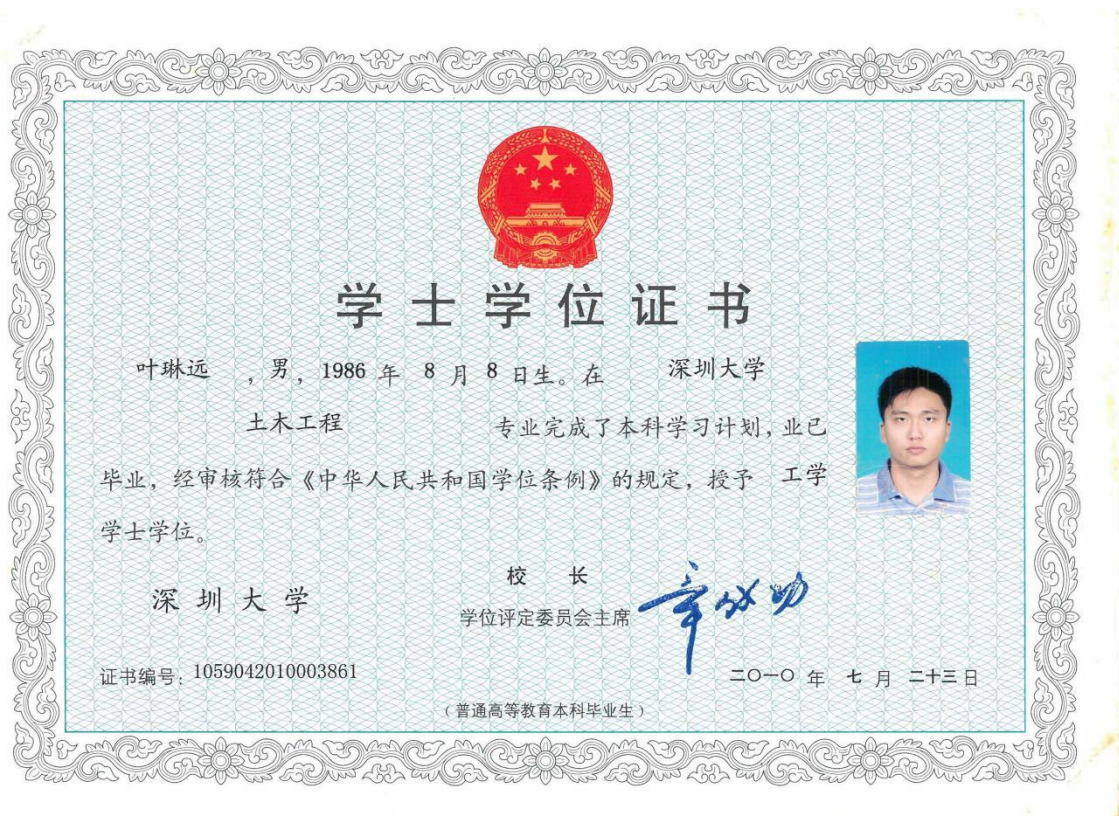 学士学位证书
叶琳远 ，男，1986 年 8 月 8 日生。在 深圳大学
土木工程 专业完成了本科学习计划，业已
毕业，经审核符合《中华人民共和国学位条例》的规定，授予 工学
学士学位。
深圳大学
校 长
学位评定委员会主席
章必功
证书编号：1059042010003861
二〇一〇 年 七 月 二十三 日
（普通高等教育本科毕业生）